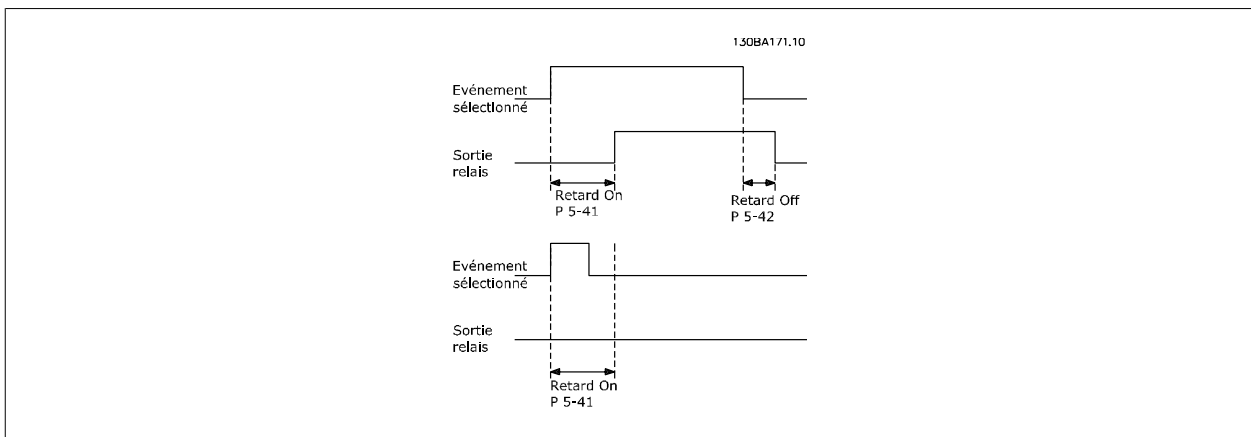 130BA171.10
Evénement
sélectionné
Sortie
relais
Retard On
P 5-41
Retard Off
P 5-42
Evénement
sélectionné
Sortie
relais
Retard On
P 5-41